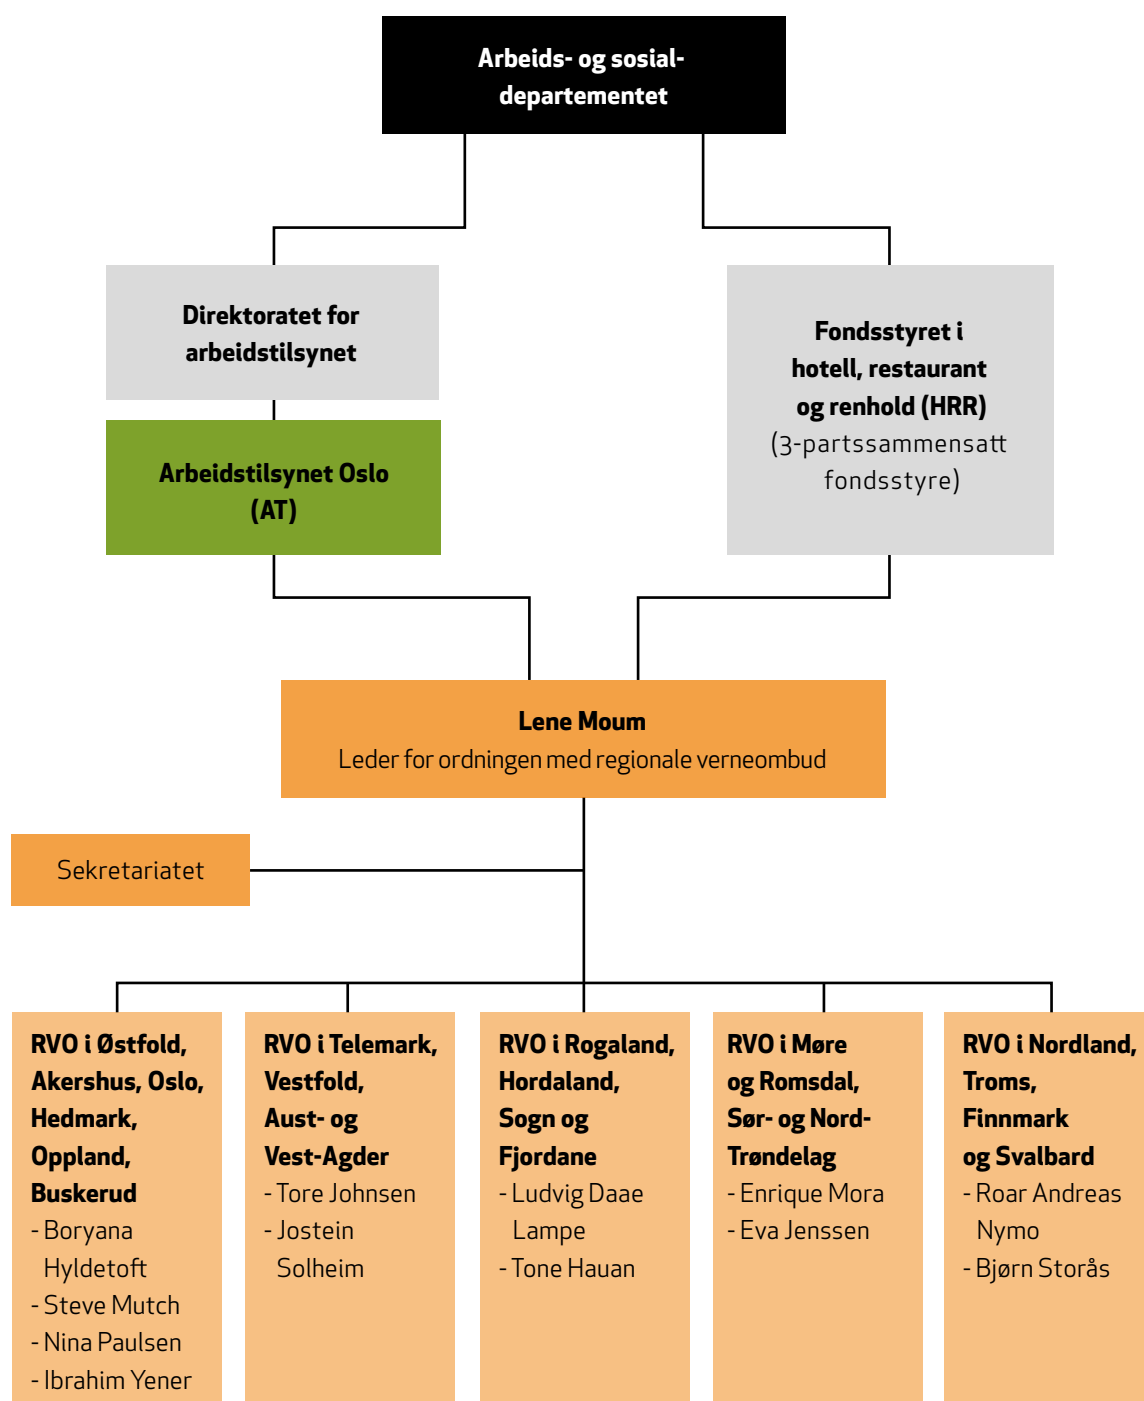 Arbeids- og sosial-
departementet
Direktoratet for
arbeidstilsynet
Arbeidstilsynet Oslo
(AT)
Fondsstyret i
hotell, restaurant
og renhold (HRR)
(3-partssammensatt
fondsstyre)
Lene Moum
Leder for ordningen med regionale verneombud
Sekretariatet
RVO i Østfold,
Akershus, Oslo,
Hedmark,
Oppland,
Buskerud
- Boryana
Hyldetoft
- Steve Mutch
- Nina Paulsen
- Ibrahim Yener
RVO i Telemark,
Vestfold,
Aust- og
Vest-Agder
- Tore Johnsen
- Jostein
Solheim
RVO i Rogaland,
Hordaland,
Sogn og
Fjordane
- Ludvig Daae
Lampe
- Tone Hauan
RVO i Møre
og Romsdal,
Sør- og Nord-
Trøndelag
- Enrique Mora
- Eva Jenssen
RVO i Nordland,
Troms,
Finnmark
og Svalbard
- Roar Andreas
Nymo
- Bjørn Storås